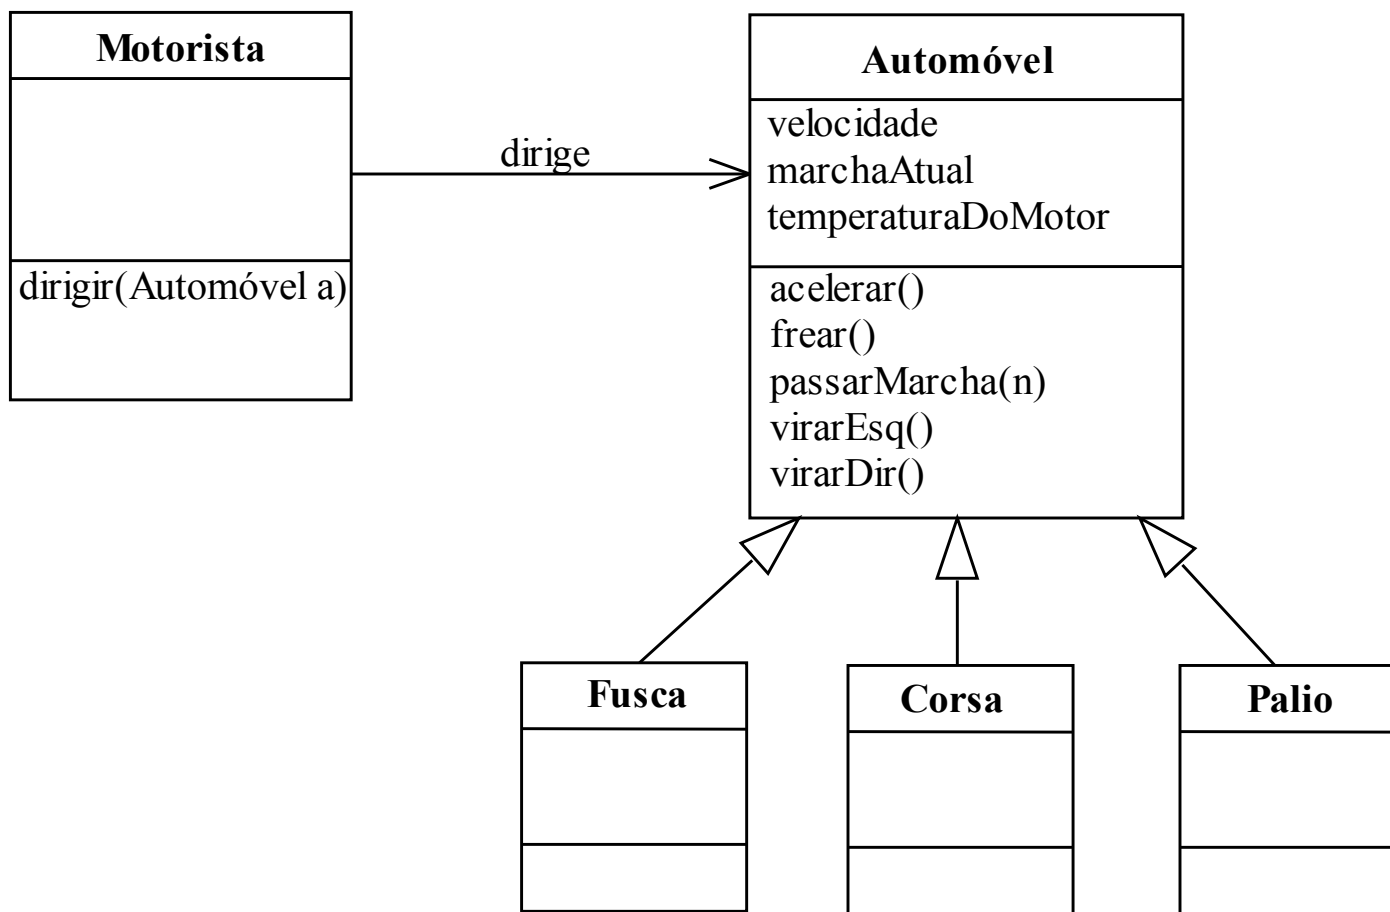 Motorista
dirigir(Automóvel a)
dirige
Automóvel
velocidade
marchaAtual
temperaturaDoMotor
acelerar()
frear()
passarMarcha(n)
virarEsq()
virarDir()
Fusca
Corsa
Palio